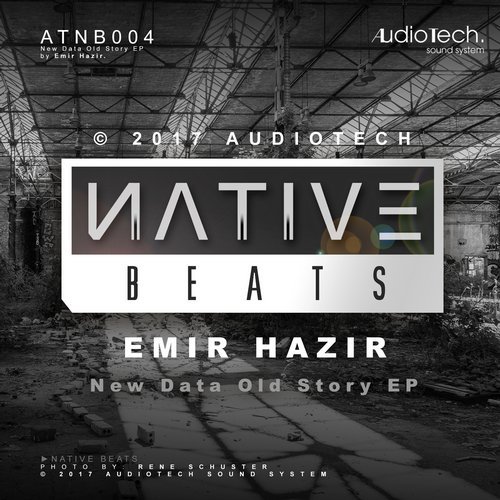 ATNB004
New Data Old Story EP
by Emir Hazir.
AudioTech.
sound system
© 2017 AUDIOTECH
NATIVE
BEATS
EMIR HAZIR
New Data Old Story EP
►NATIVE BEATS
PHOTO BY: RENE SCHUSTER
© 2017 AUDIOTECH SOUND SYSTEM